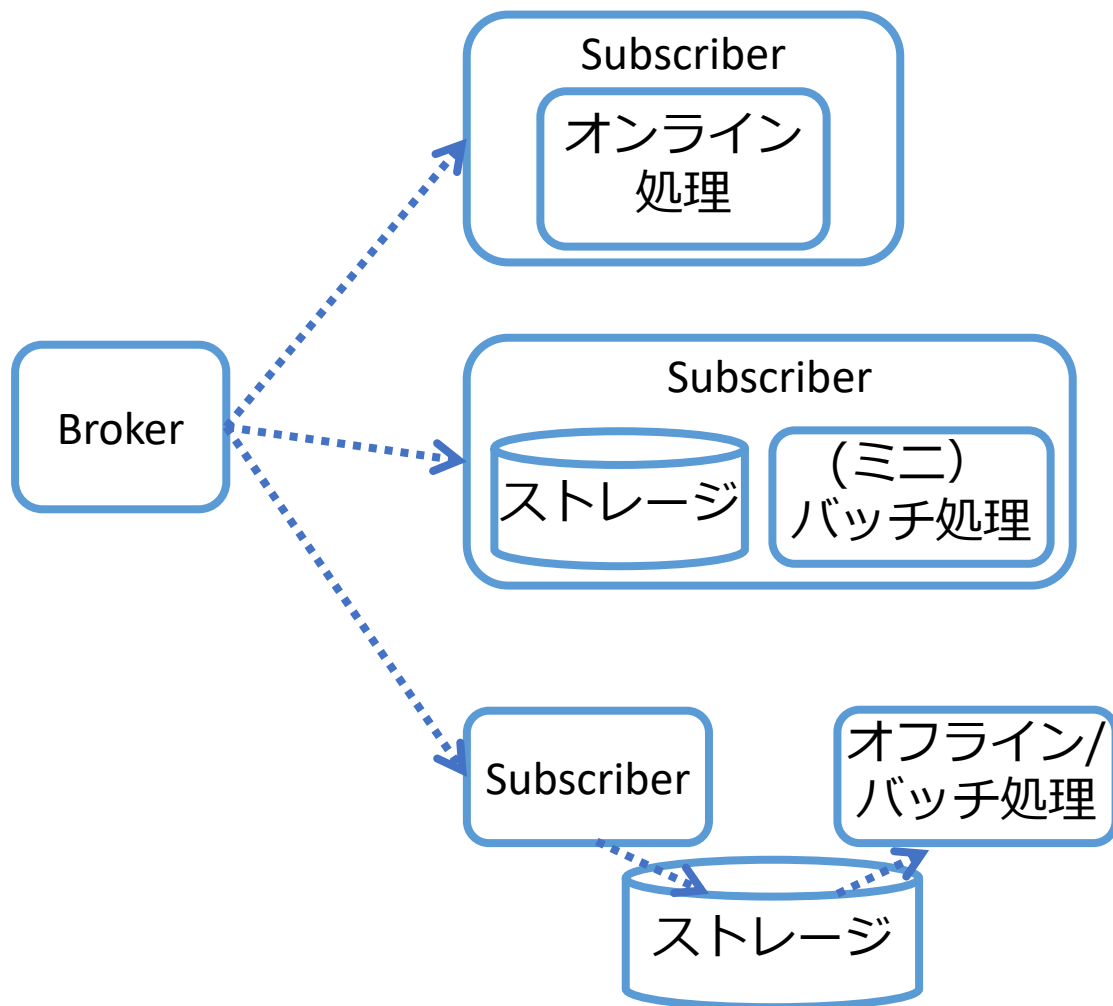 Subscriber
オンライン
処理
Broker
Subscriber
ストレージ
(ミニ）
バッチ処理
Subscriber
オフライン/
バッチ処理
ストレージ